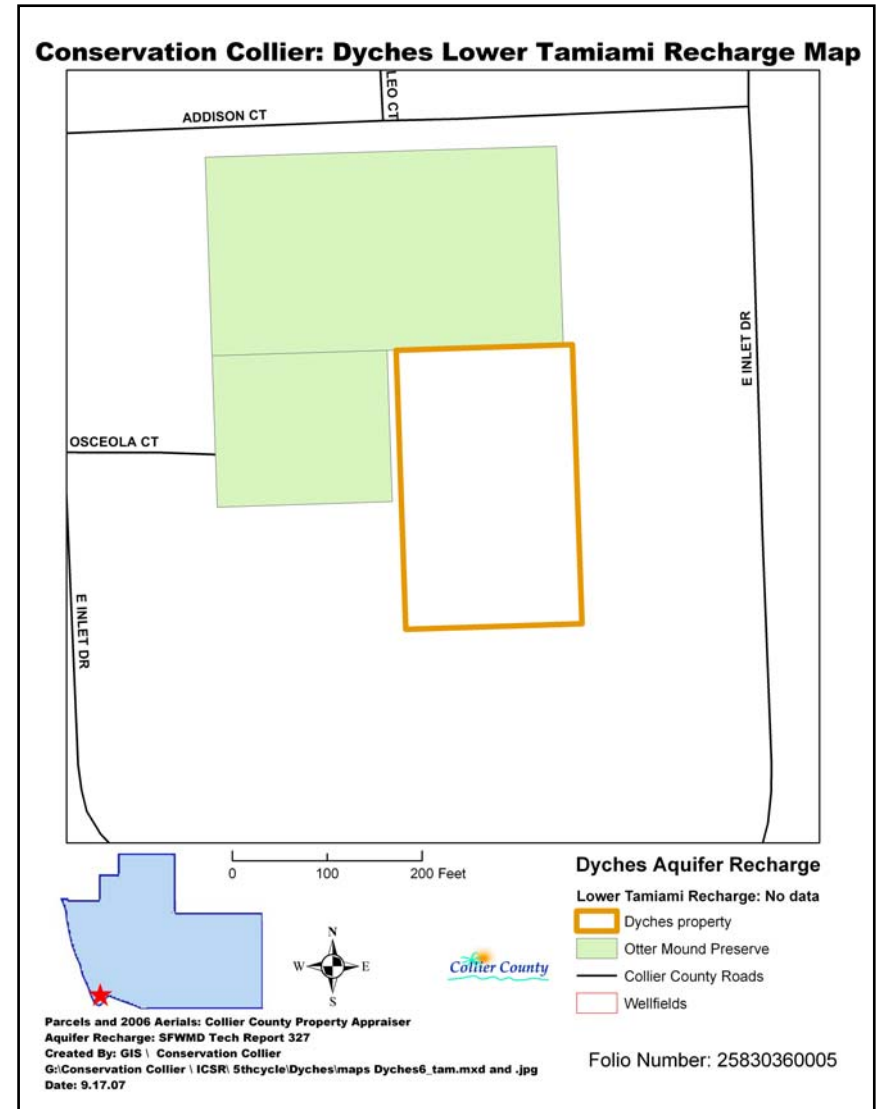 Conservation Collier: Dyches Lower Tamiami Recharge Map
LEO CT
ADDISON CT
E INLET DR
OSCEOLA CT
E INLET DR
0 100 200 Feet
N
W E
S
Collier County
Dyches Aquifer Recharge
Lower Tamiami Recharge: No data
Dyches property
Otter Mound Preserve
Collier County Roads
Wellfields
Parcels and 2006 Aerials: Collier County Property Appraiser
Aquifer Recharge: SFWMD Tech Report 327
Created By: GIS \ Conservation Collier
G:\Conservation Collier \ ICSR\ 5thcycle\Dyches\maps Dyches6_tam.mxd and .jpg
Date: 9.17.07
Folio Number: 25830360005